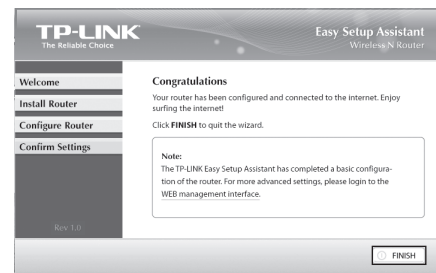 TP-LINK
The Reliable Choice
Easy Setup Assistant
Wireless N Router
Welcome
Install Router
Configure Router
Confirm Settings
Rev 1.0
Congratulations
Your router has been configured and connected to the internet. Enjoy
surfing the internet!
Click FINISH to quit the wizard.
Note:
The TP-LINK Easy Setup Assistant has completed a basic configura-
tion of the router. For more advanced settings, please login to the
WEB management interface.
FINISH